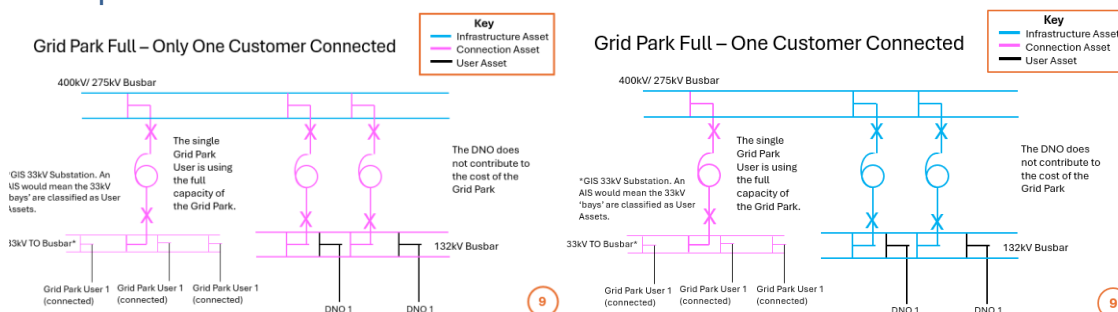 Grid Park Full – Only One Customer Connected
Key
Infrastructure Asset
Connection Asset
User Asset
400kV/ 275kV Busbar
The single
Grid Park
User is using
the full
capacity of
the Grid Park.
The DNO does
not contribute to
the cost of the
Grid Park
*GIS 33kV Substation. An
AIS would mean the 33kV
'bays' are classified as User
Assets.
33kV TO Busbar*
132kV Busbar
Grid Park User 1
(connected)
Grid Park User 1
(connected)
Grid Park User 1
(connected)
DNO 1
DNO 1
9
Grid Park Full – One Customer Connected
Key
Infrastructure Asset
Connection Asset
User Asset
400kV/ 275kV Busbar
The single
Grid Park
User is using
the full
capacity of
the Grid Park.
The DNO does
not contribute to
the cost of the
Grid Park
*GIS 33kV Substation. An
AIS would mean the 33kV
'bays' are classified as User
Assets.
33kV TO Busbar*
132kV Busbar
Grid Park User 1
(connected)
Grid Park User 1
(connected)
Grid Park User 1
(connected)
DNO 1
DNO 1
9